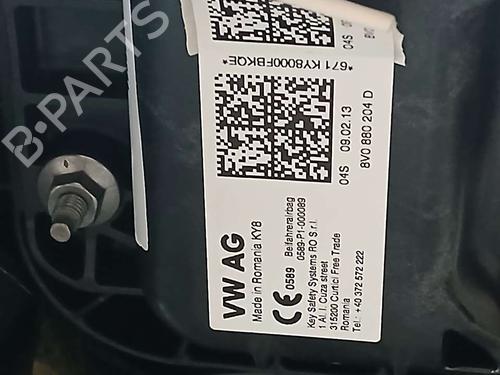 *671 KY8000FBKQE*
04S
04S 09.02.13
8V0 880 204 D
VW AG
Made in Romania KY8
CE 0589 Beifahrerairbag
0589-P1-000089
Key Safety Systems RO S.r.l.
1 Al. I. Cuza street
315200 Curtici Free Trade
Romania
Tel.: +40 372 572 222
B-PARTS